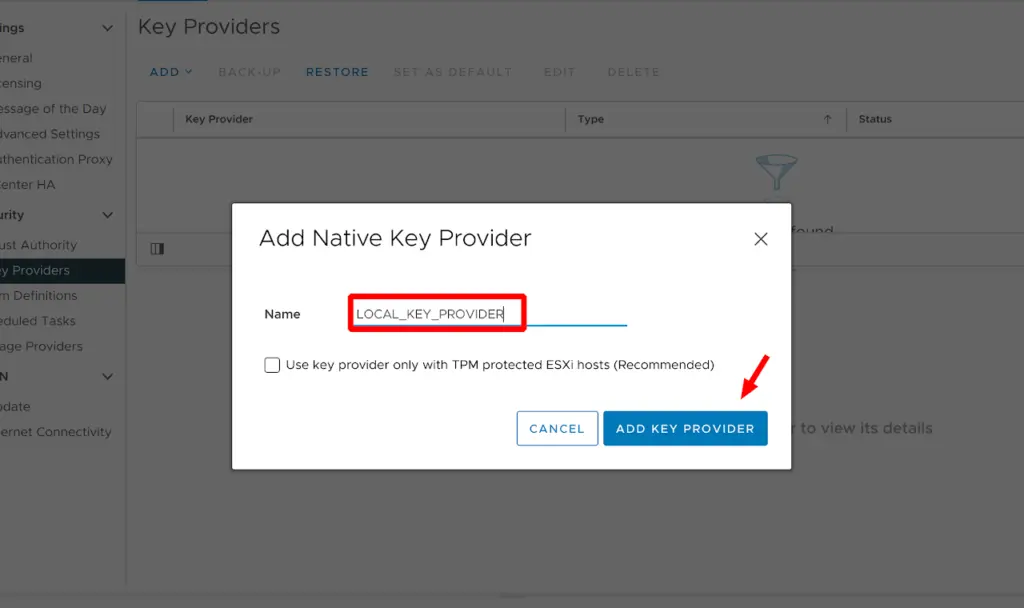 ings
Key Providers
eneral
ADD BACK-UP RESTORE SET AS DEFAULT EDIT DELETE
ensing
essage of the Day
Key Provider Type Status
dvanced Settings
uthentication Proxy
enter HA
urity
found
ust Authority
ey Providers
m Definitions
eduled Tasks
age Providers
N
pdate
ernet Connectivity
Add Native Key Provider
Name LOCAL_KEY_PROVIDER
Use key provider only with TPM protected ESXi hosts (Recommended)
CANCEL ADD KEY PROVIDER
r to view its details